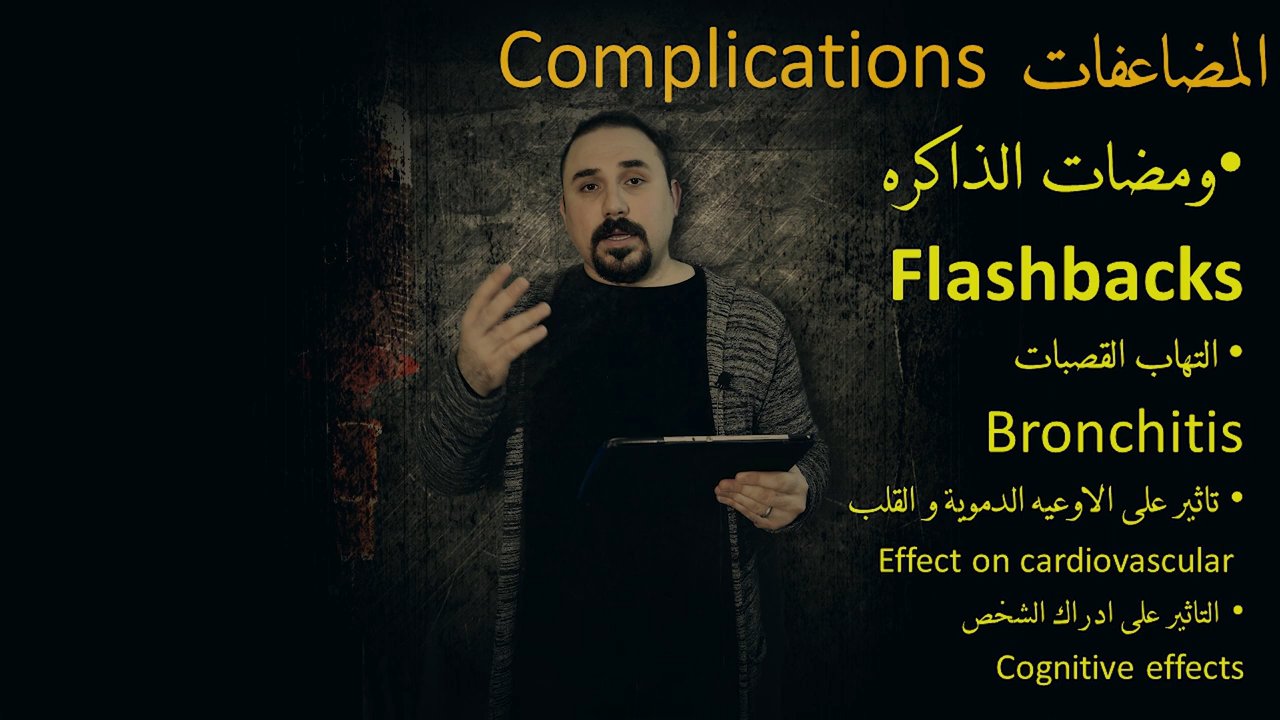 Complications المضاعفات
•ومضات الذاكره
Flashbacks
• التهاب القصبات
Bronchitis
• تاثير على الاوعيه الدموية و القلب
Effect on cardiovascular
• التاثير على ادراك الشخص
Cognitive effects